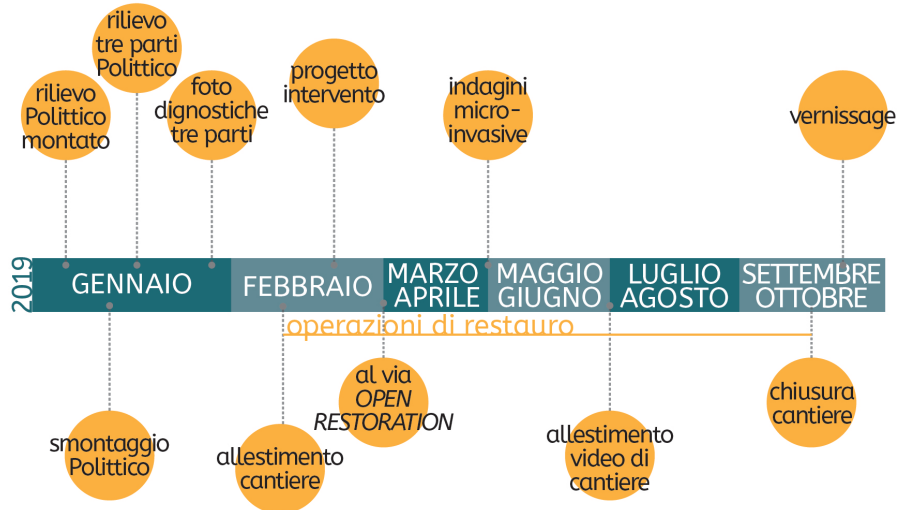 rilievo
tre parti
Polittico
rilievo
Polittico
montato
foto
dignostiche
tre parti
progetto
intervento
indagini
micro-
invasive
vernissage
2019
GENNAIO
FEBBRAIO
MARZO
APRILE
MAGGIO
GIUGNO
LUGLIO
AGOSTO
SETTEMBRE
OTTOBRE
operazioni di restauro
smontaggio
Polittico
allestimento
cantiere
al via
OPEN
RESTORATION
allestimento
video di
cantiere
chiusura
cantiere